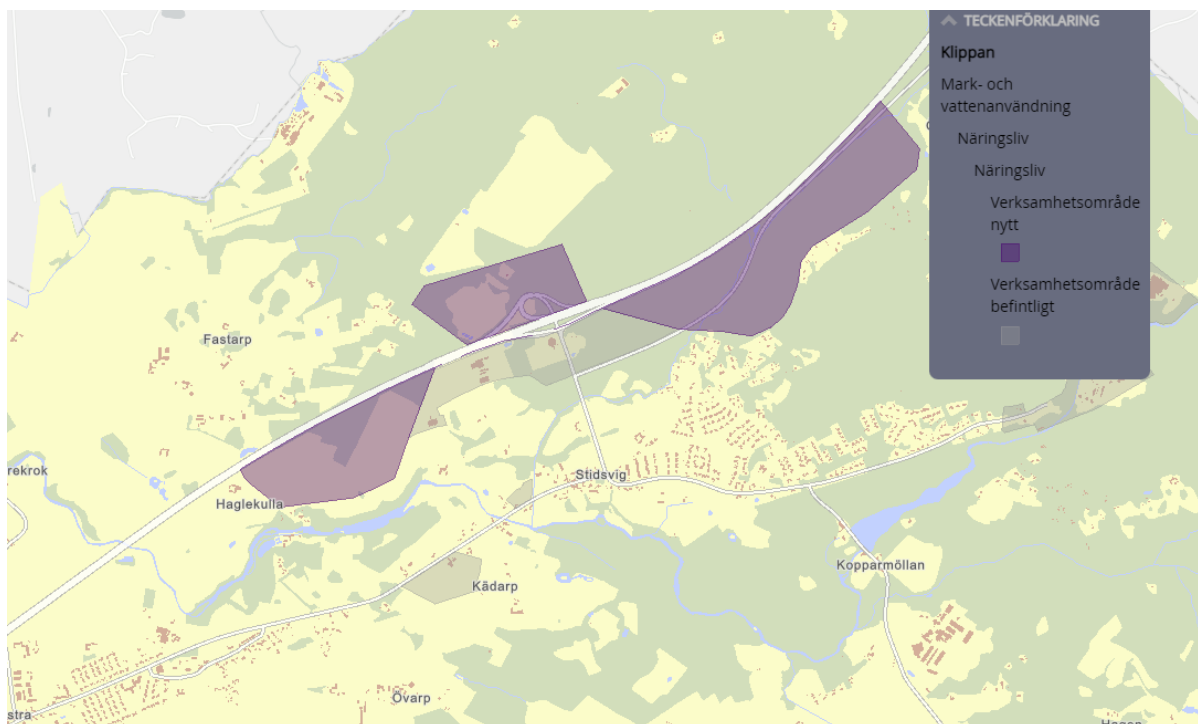 TECKENFÖRKLARING
Klippan
Mark- och
vattenanvändning
Näringsliv
Näringsliv
Verksamhetsområde
nytt
Verksamhetsområde
befintligt
Fastarp
rekrok
Haglekulla
Stidsvig
Kopparmöllan
Kädarp
Övarp
stra